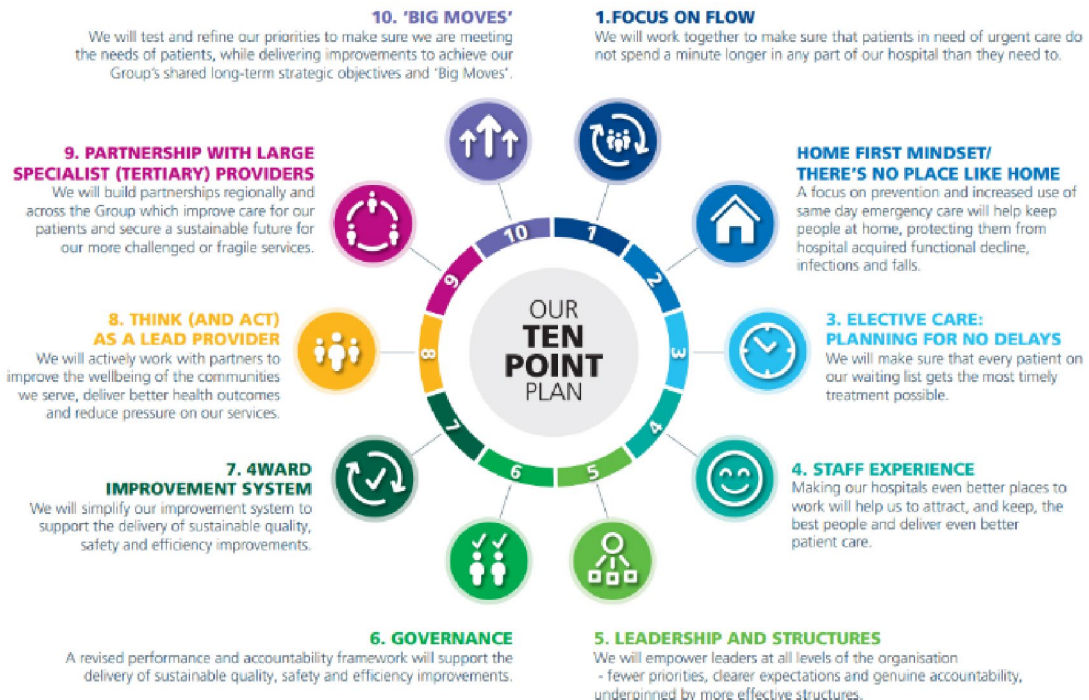 10. 'BIG MOVES'
We will test and refine our priorities to make sure we are meeting
the needs of patients, while delivering improvements to achieve our
Group's shared long-term strategic objectives and 'Big Moves'.
1.FOCUS ON FLOW
We will work together to make sure that patients in need of urgent care do
not spend a minute longer in any part of our hospital than they need to.
9. PARTNERSHIP WITH LARGE
SPECIALIST (TERTIARY) PROVIDERS
We will build partnerships regionally and
across the Group which improve care for our
patients and secure a sustainable future for
our more challenged or fragile services.
HOME FIRST MINDSET/
THERE'S NO PLACE LIKE HOME
A focus on prevention and increased use of
same day emergency care will help keep
people at home, protecting them from
hospital acquired functional decline,
infections and falls.
8. THINK (AND ACT)
AS A LEAD PROVIDER
We will actively work with partners to
improve the wellbeing of the communities
we serve, deliver better health outcomes
and reduce pressure on our services.
OUR
TEN
POINT
PLAN
1
2
3
4
5
6
7
8
9
10
3. ELECTIVE CARE:
PLANNING FOR NO DELAYS
We will make sure that every patient on
our waiting list gets the most timely
treatment possible.
7. 4WARD
IMPROVEMENT SYSTEM
We will simplify our improvement system to
support the delivery of sustainable quality,
safety and efficiency improvements.
4. STAFF EXPERIENCE
Making our hospitals even better places to
work will help us to attract, and keep, the
best people and deliver even better
patient care.
6. GOVERNANCE
A revised performance and accountability framework will support the
delivery of sustainable quality, safety and efficiency improvements.
5. LEADERSHIP AND STRUCTURES
We will empower leaders at all levels of the organisation
- fewer priorities, clearer expectations and genuine accountability,
underpinned by more effective structures.